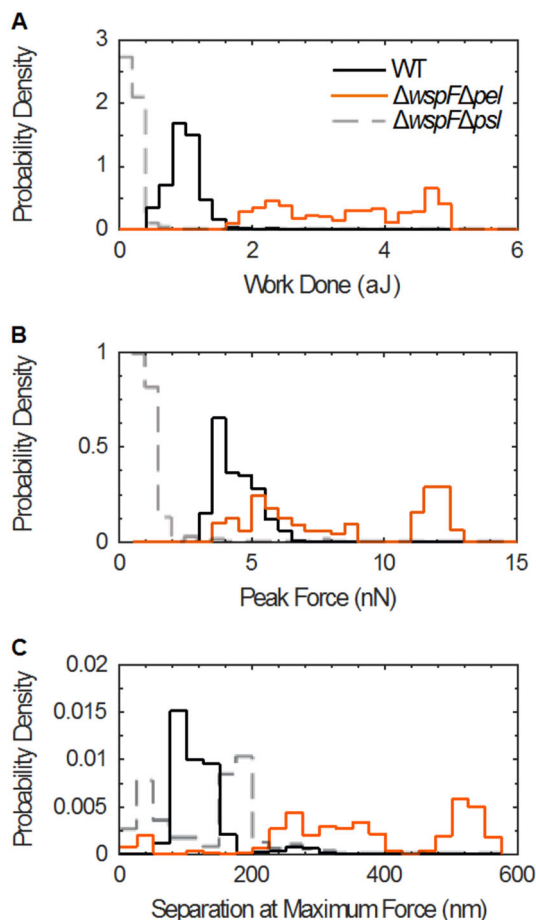 A
3
2
1
0
Probability Density
WT
ΔwspFΔpel
ΔwspFΔpsl
0 2 4 6
Work Done (aJ)
B
1
0.5
0
Probability Density
0 5 10 15
Peak Force (nN)
C
0.02
0.015
0.01
0.005
0
Probability Density
0 200 400 600
Separation at Maximum Force (nm)